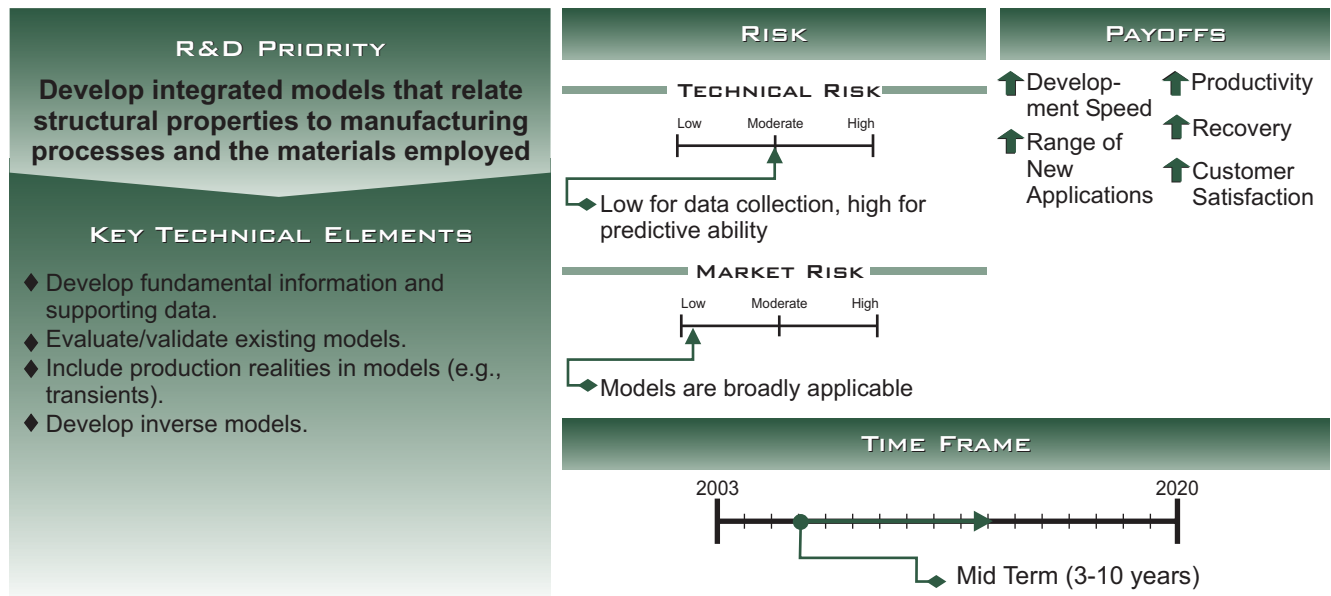 R&D PRIORITY
Develop integrated models that relate
structural properties to manufacturing
processes and the materials employed
KEY TECHNICAL ELEMENTS
♦ Develop fundamental information and
supporting data.
♦ Evaluate/validate existing models.
♦ Include production realities in models (e.g.,
transients).
♦ Develop inverse models.
RISK
TECHNICAL RISK
Low Moderate High
Low for data collection, high for
predictive ability
MARKET RISK
Low Moderate High
Models are broadly applicable
PAYOFFS
Develop-
ment Speed
Range of
New
Applications
Productivity
Recovery
Customer
Satisfaction
TIME FRAME
2003 2020
Mid Term (3-10 years)